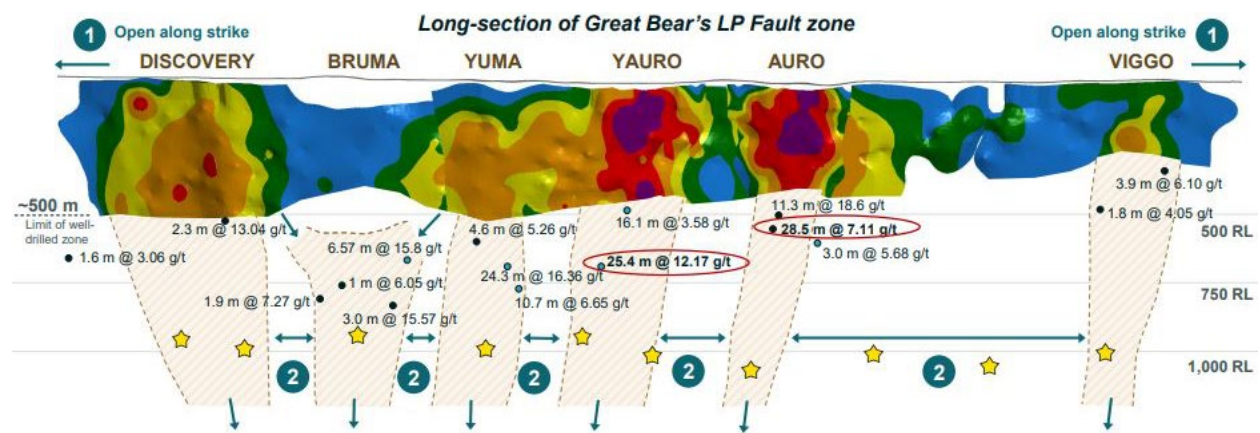 Long-section of Great Bear's LP Fault zone
1 Open along strike
Open along strike 1
DISCOVERY
BRUMA
YUMA
YAURO
AURO
VIGGO
~500 m
Limit of well-drilled zone
1.6 m @ 3.06 g/t
2.3 m @ 13.04 g/t
6.57 m @ 15.8 g/t
1 m @ 6.05 g/t
1.9 m @ 7.27 g/t
3.0 m @ 15.57 g/t
4.6 m @ 5.26 g/t
24.3 m @ 16.36 g/t
10.7 m @ 6.65 g/t
16.1 m @ 3.58 g/t
25.4 m @ 12.17 g/t
11.3 m @ 18.6 g/t
28.5 m @ 7.11 g/t
3.0 m @ 5.68 g/t
3.9 m @ 6.10 g/t
1.8 m @ 4.05 g/t
500 RL
750 RL
1,000 RL
2
2
2
2
2